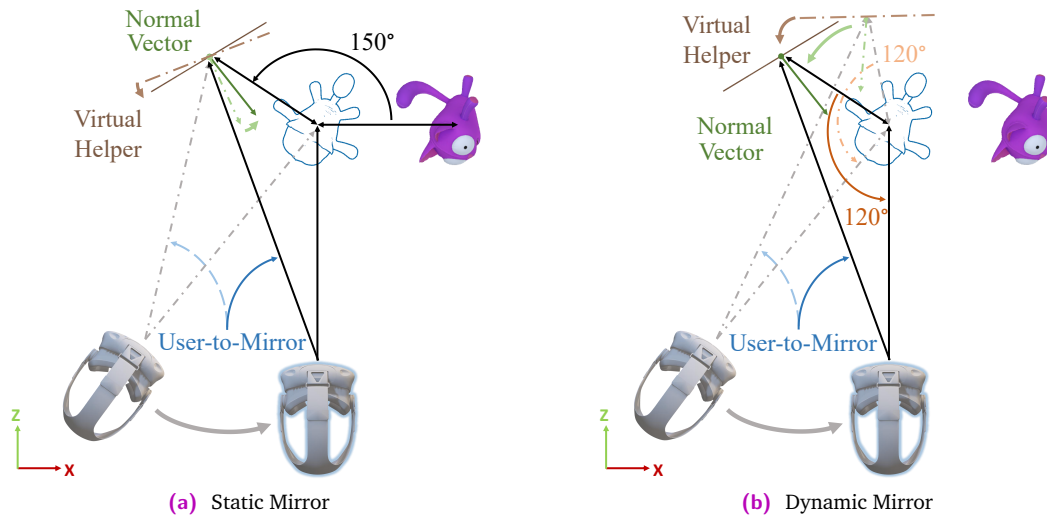 Normal
Vector
150°
Virtual
Helper
User-to-Mirror
Z
X
(a) Static Mirror
Virtual
Helper
120°
Normal
Vector
120°
User-to-Mirror
Z
X
(b) Dynamic Mirror